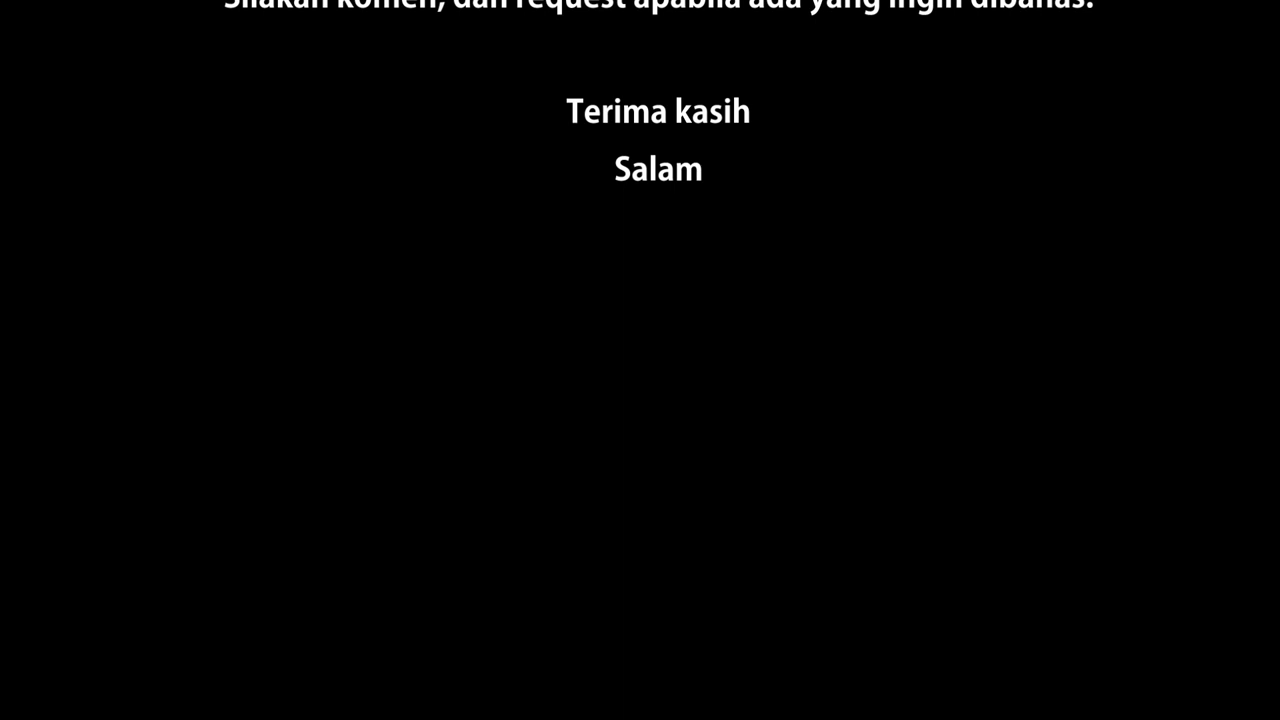 Silakan komen, dan request apabila ada yang ingin dibahas.
Terima kasih
Salam